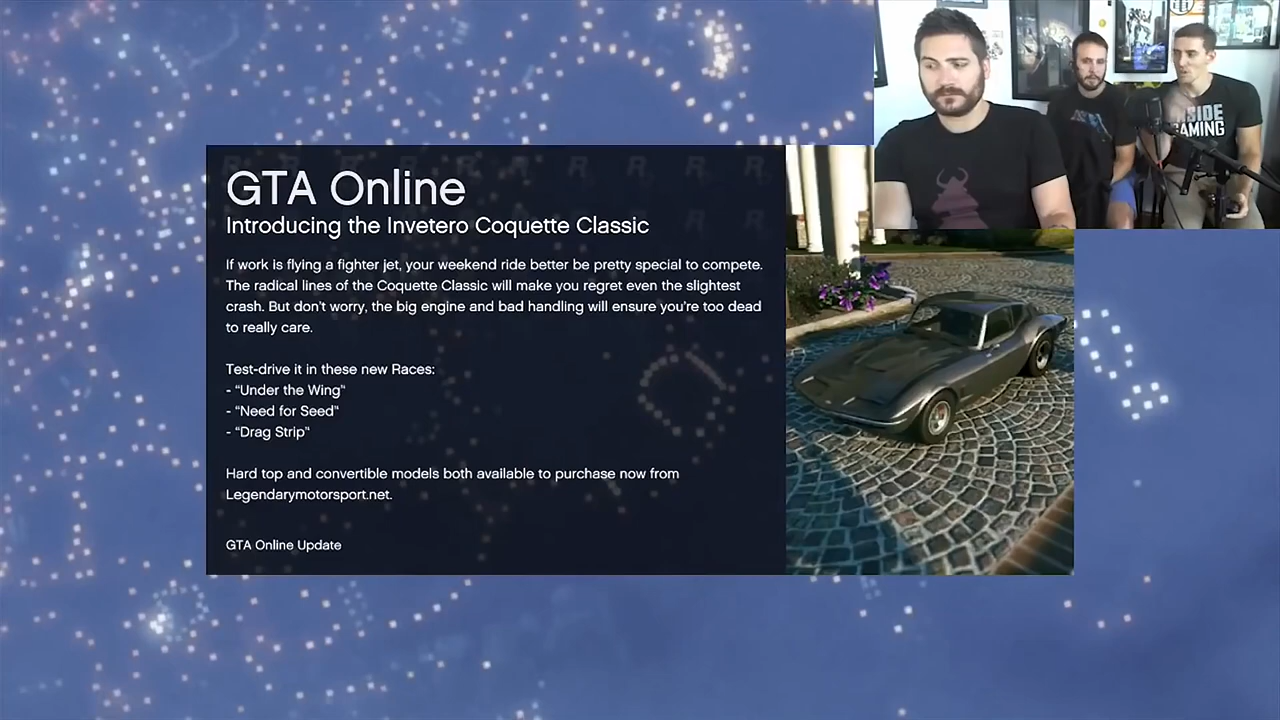 GTA Online
Introducing the Invetero Coquette Classic
If work is flying a fighter jet, your weekend ride better be pretty special to compete.
The radical lines of the Coquette Classic will make you regret even the slightest
crash. But don't worry, the big engine and bad handling will ensure you're too dead
to really care.
Test-drive it in these new Races:
- "Under the Wing"
- "Need for Seed"
- "Drag Strip"
Hard top and convertible models both available to purchase now from
Legendarymotorsport.net.
GTA Online Update
INSIDE
GAMING